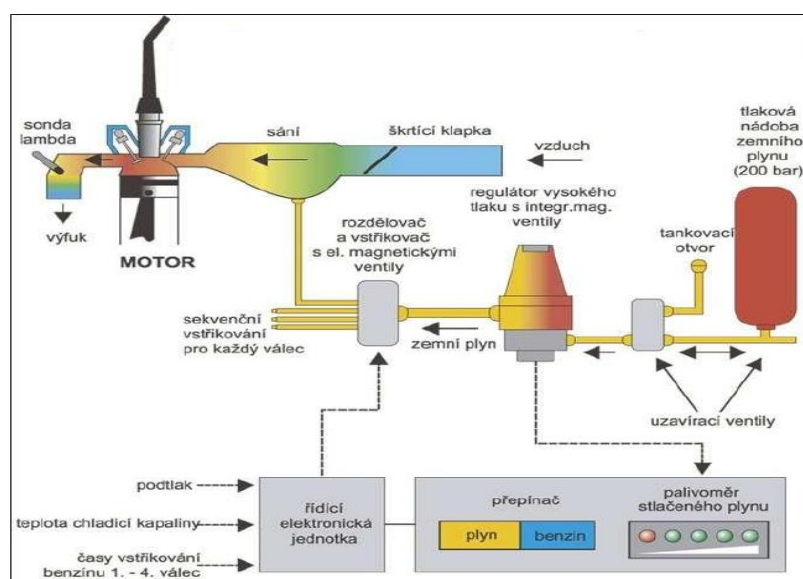 sonda
lambda
výfuk
MOTOR
sání
škrtící klapka
vzduch
tlaková
nádoba
zemního
plynu
(200 bar)
regulátor vysokého
tlaku s integr.mag.
ventily
tankovací
otvor
rozdělovač
a vstřikovač
s el. magnetickými
ventily
sekvenční
vstřikování
pro každý válec
zemní plyn
uzavírací ventily
podtlak
teplota chladicí kapaliny
časy vstřikování
benzínu 1. - 4. válec
řídicí
elektronická
jednotka
přepínač
plyn
benzin
palivoměr
stlačeného plynu